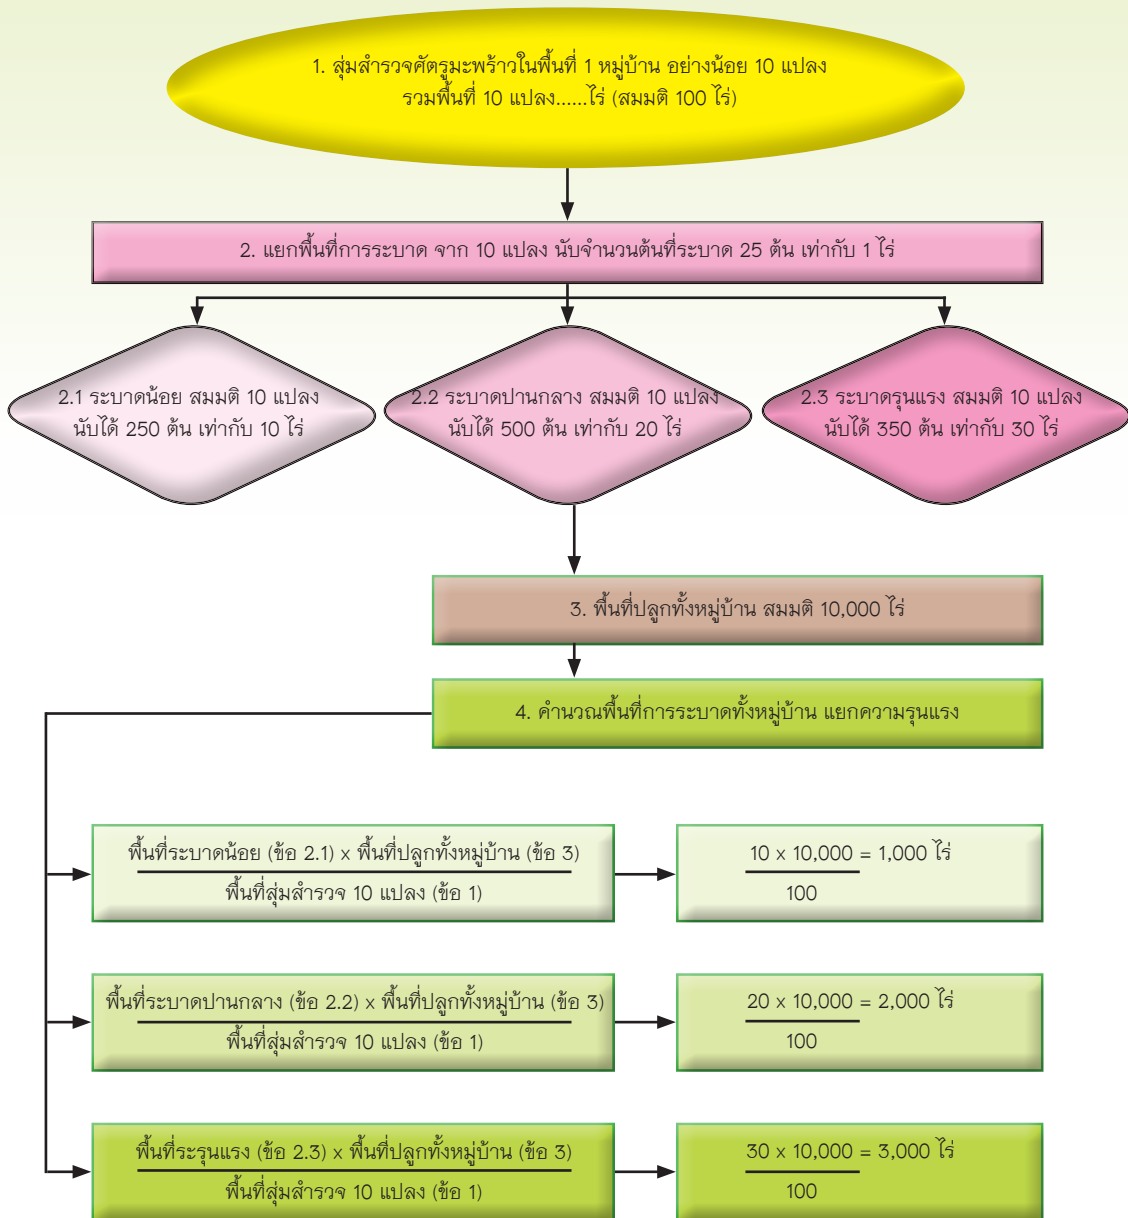 1. สุ่มสำรวจศัตรูมะพร้าวในพื้นที่ 1 หมู่บ้าน อย่างน้อย 10 แปลง
รวมพื้นที่ 10 แปลง......ไร่ (สมมติ 100 ไร่)
2. แยกพื้นที่การระบาด จาก 10 แปลง นับจำนวนต้นที่ระบาด 25 ต้น เท่ากับ 1 ไร่
2.1 ระบาดน้อย สมมติ 10 แปลง
นับได้ 250 ต้น เท่ากับ 10 ไร่
2.2 ระบาดปานกลาง สมมติ 10 แปลง
นับได้ 500 ต้น เท่ากับ 20 ไร่
2.3 ระบาดรุนแรง สมมติ 10 แปลง
นับได้ 350 ต้น เท่ากับ 30 ไร่
3. พื้นที่ปลูกทั้งหมู่บ้าน สมมติ 10,000 ไร่
4. คำนวณพื้นที่การระบาดทั้งหมู่บ้าน แยกความรุนแรง
พื้นที่ระบาดน้อย (ข้อ 2.1) x พื้นที่ปลูกทั้งหมู่บ้าน (ข้อ 3)
พื้นที่สุ่มสำรวจ 10 แปลง (ข้อ 1)
10 x 10,000 = 1,000 ไร่
100
พื้นที่ระบาดปานกลาง (ข้อ 2.2) x พื้นที่ปลูกทั้งหมู่บ้าน (ข้อ 3)
พื้นที่สุ่มสำรวจ 10 แปลง (ข้อ 1)
20 x 10,000 = 2,000 ไร่
100
พื้นที่ระรุนแรง (ข้อ 2.3) x พื้นที่ปลูกทั้งหมู่บ้าน (ข้อ 3)
พื้นที่สุ่มสำรวจ 10 แปลง (ข้อ 1)
30 x 10,000 = 3,000 ไร่
100